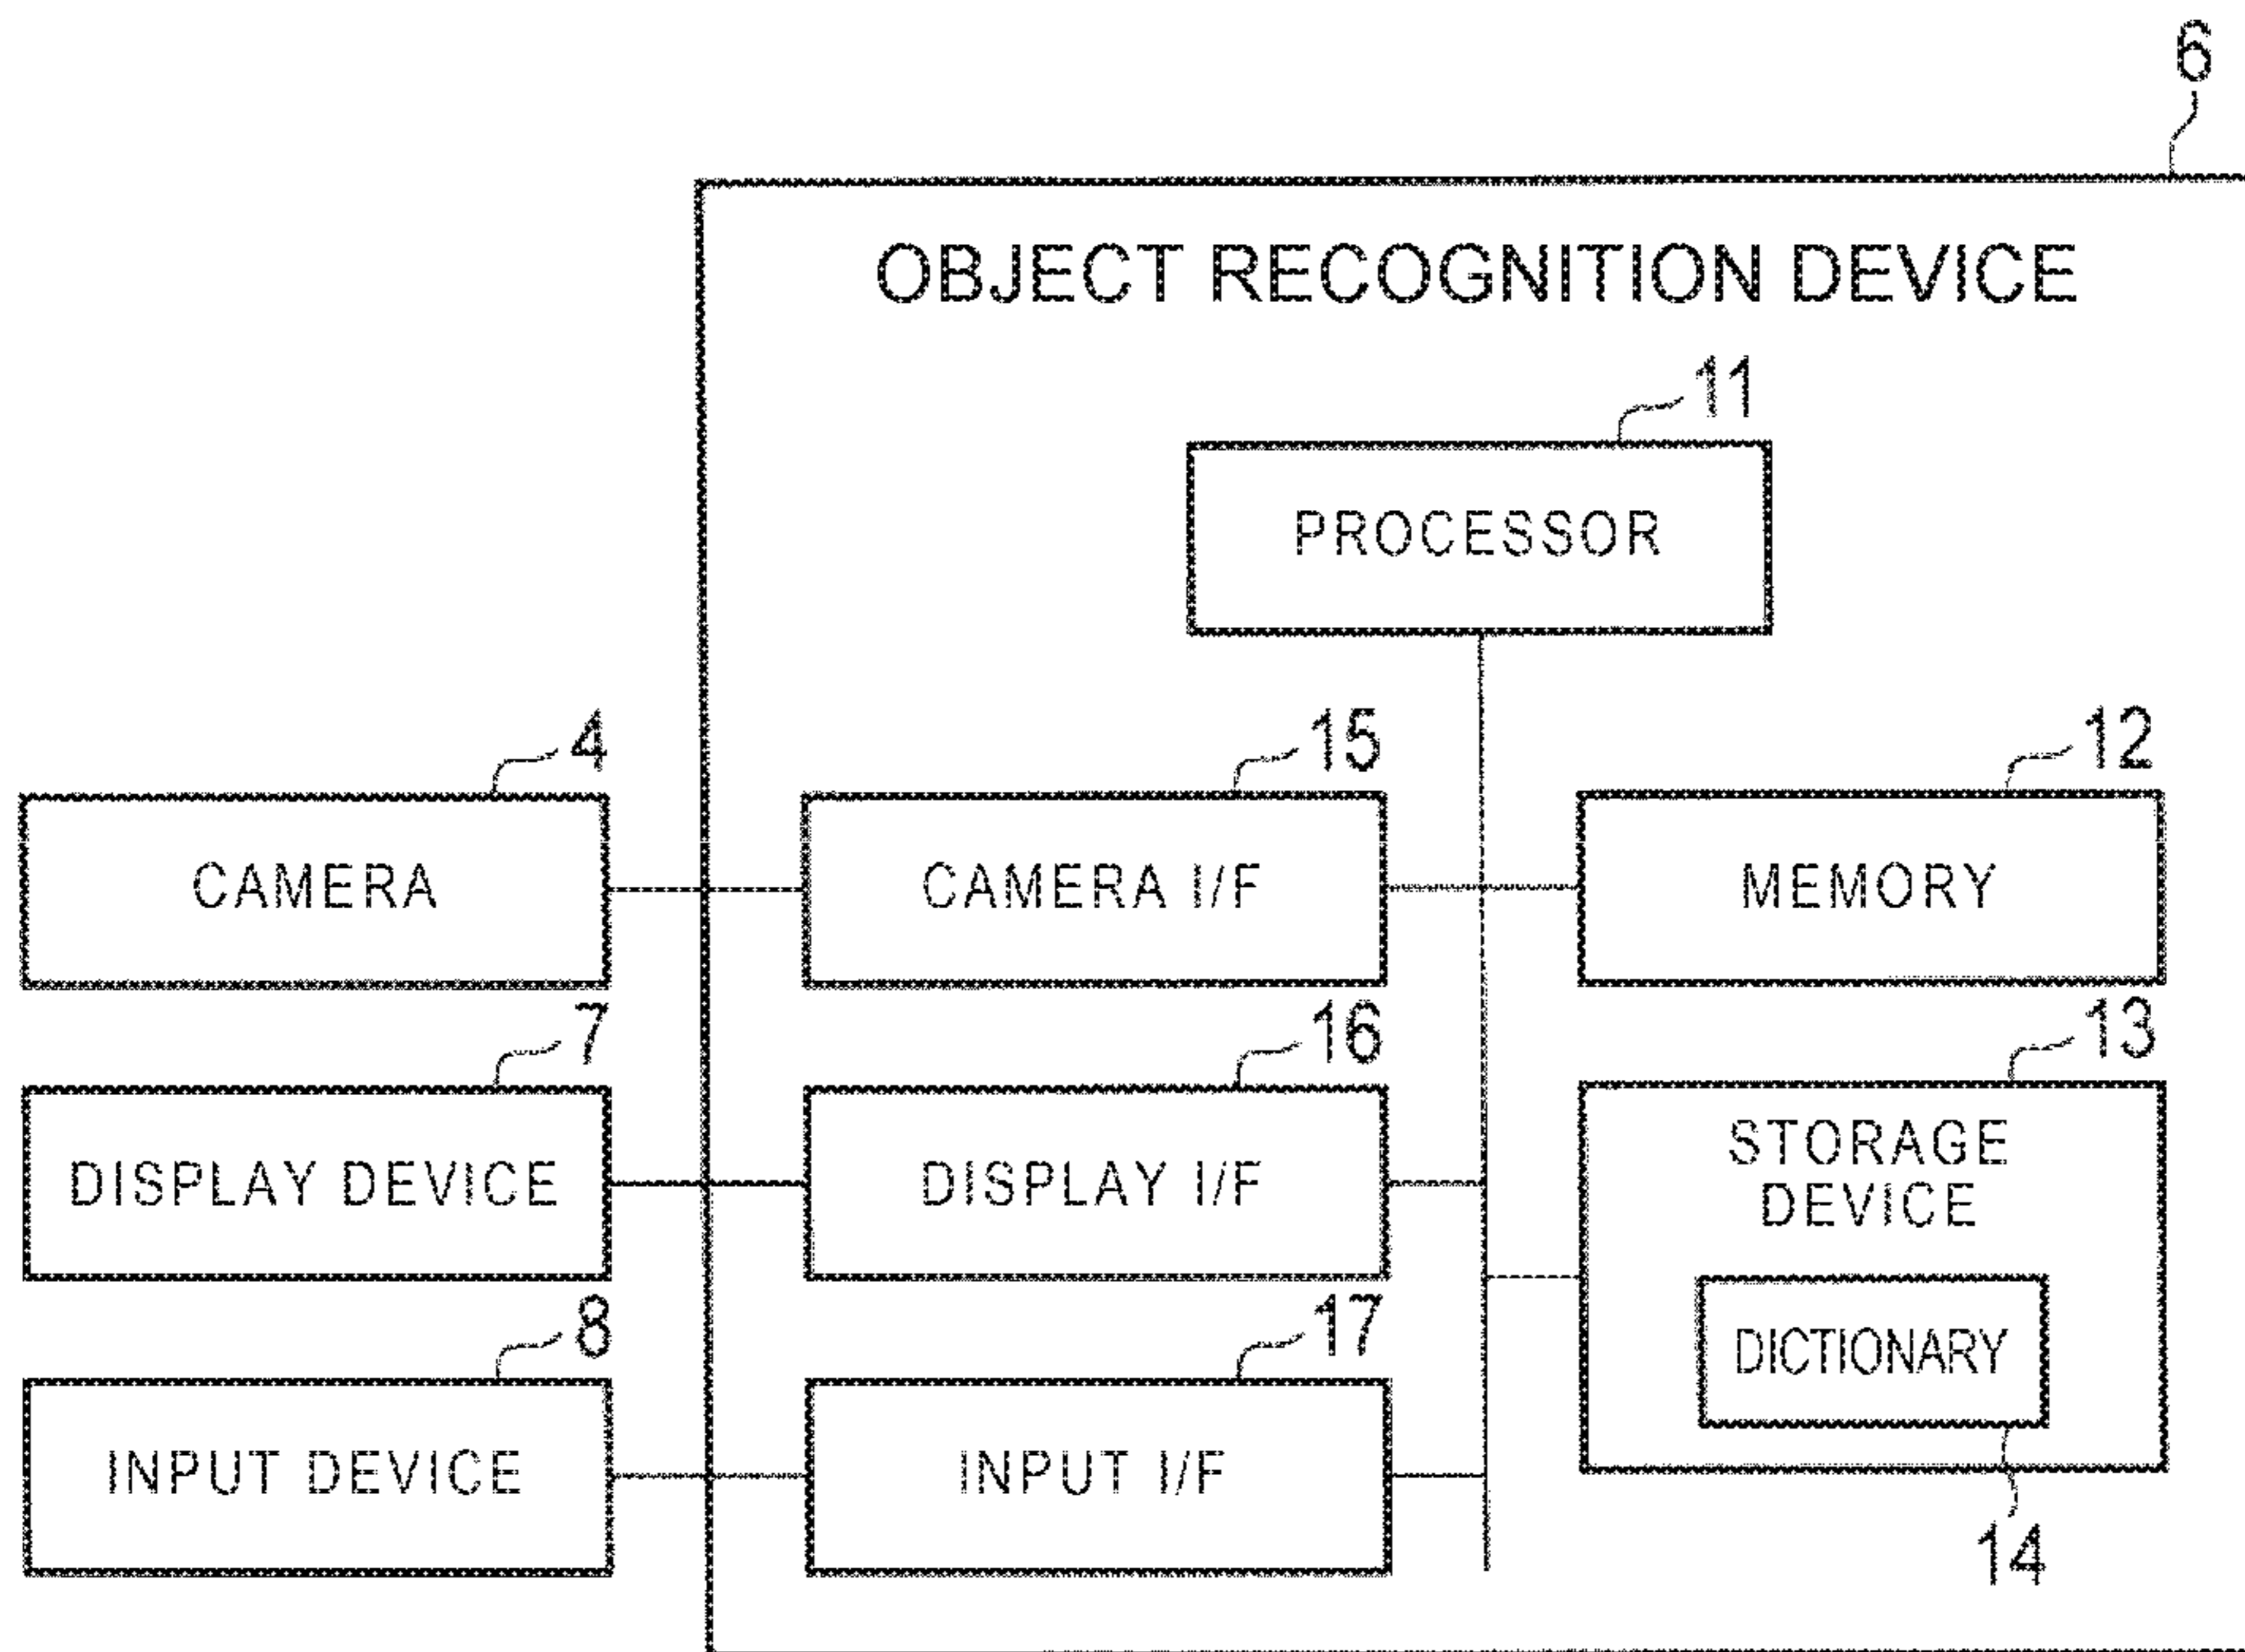 6
OBJECT RECOGNITION DEVICE
11
PROCESSOR
4
15
12
CAMERA
CAMERA I/F
MEMORY
7
16
13
DISPLAY DEVICE
DISPLAY I/F
STORAGE
DEVICE
8
17
DICTIONARY
INPUT DEVICE
INPUT I/F
14